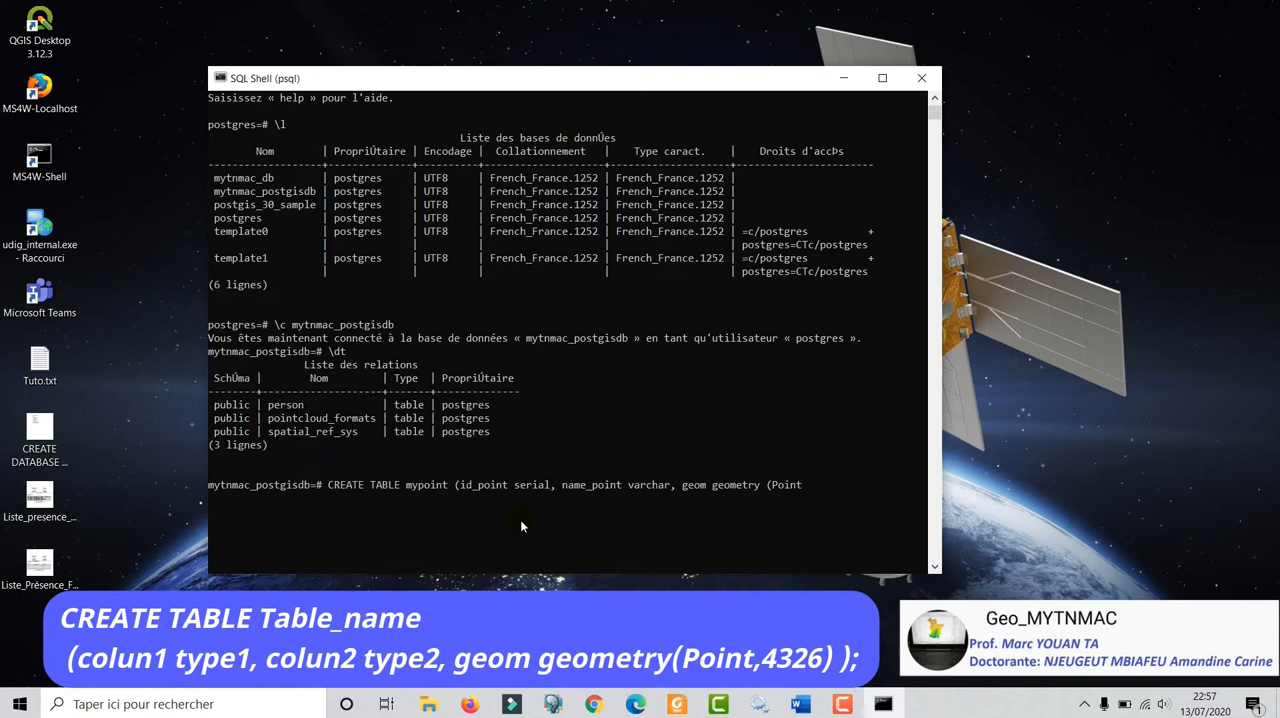 QGIS Desktop
3.12.3
MS4W-Localhost
MS4W-Shell
udig_internal.exe
- Raccourci
Microsoft Teams
Tuto.txt
CREATE
DATABASE ...
Liste_presence_...
Liste_Présence_F...
SQL Shell (psql)
Saisissez « help » pour l'aide.
postgres=# \l
Liste des bases de donnÚes
Nom | PropriÚtaire | Encodage | Collationnement | Type caract. | Droits d'accÞs
mytnmac_db | postgres | UTF8 | French_France.1252 | French_France.1252 |
mytnmac_postgisdb | postgres | UTF8 | French_France.1252 | French_France.1252 |
postgis_30_sample | postgres | UTF8 | French_France.1252 | French_France.1252 |
postgres | postgres | UTF8 | French_France.1252 | French_France.1252 |
template0 | postgres | UTF8 | French_France.1252 | French_France.1252 | =c/postgres +
| | | | | postgres=CTc/postgres
template1 | postgres | UTF8 | French_France.1252 | French_France.1252 | =c/postgres +
| | | | | postgres=CTc/postgres
(6 lignes)
postgres=# \c mytnmac_postgisdb
Vous êtes maintenant connecté à la base de données « mytnmac_postgisdb » en tant qu'utilisateur « postgres ».
mytnmac_postgisdb=# \dt
Liste des relations
SchÚma | Nom | Type | PropriÚtaire
public | person | table | postgres
public | pointcloud_formats | table | postgres
public | spatial_ref_sys | table | postgres
(3 lignes)
mytnmac_postgisdb=# CREATE TABLE mypoint (id_point serial, name_point varchar, geom geometry (Point
CREATE TABLE Table_name
(colun1 type1 colun2 type2, geom geometry(Point,4326) );
Geo_MYTNMAC
Prof. Marc YOUAN TA
Doctorante: NJEUGEUT MBIAFEU Amandine Carine
Taper ici pour rechercher
22:57
13/07/2020
1